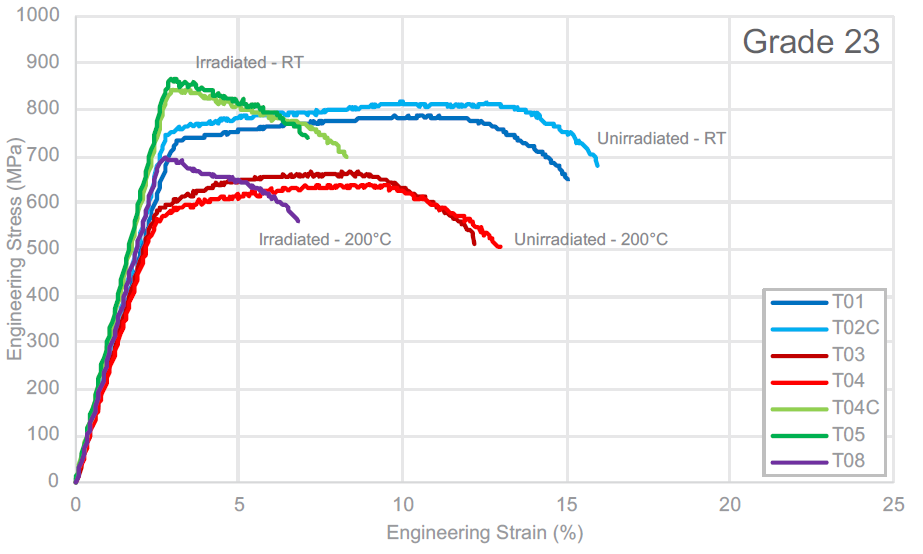 Grade 23
Engineering Stress (MPa)
1000
900
800
700
600
500
400
300
200
100
0
Irradiated - RT
Unirradiated - RT
Irradiated - 200°C
Unirradiated - 200°C
T01
T02C
T03
T04
T04C
T05
T08
0
5
10
15
20
25
Engineering Strain (%)